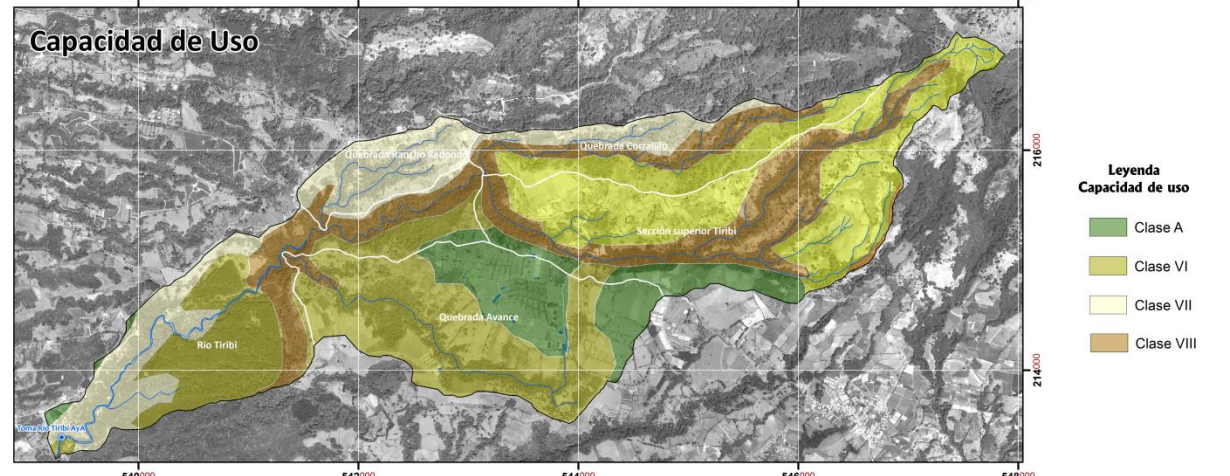 Capacidad de Uso
Quebrada Rancho Redondo
Quebrada Corralillo
216000
Leyenda
Capacidad de uso
Clase A
Sección superior Tiribí
Clase VI
Clase VII
Quebrada Avance
Clase VIII
Río Tiribí
214000
Toma Río Tiribí AyA
540000
542000
544000
546000
548000